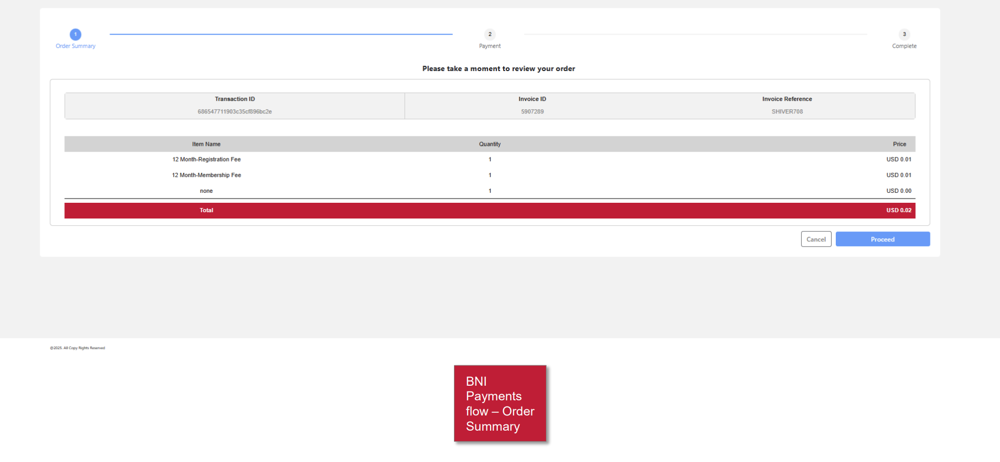 1 2 3
Order Summary Payment Complete
Please take a moment to review your order
Transaction ID Invoice ID Invoice Reference
686547711903c35cf896bc2e 5907289 SHIVER708
Item Name Quantity Price
12 Month-Registration Fee 1 USD 0.01
12 Month-Membership Fee 1 USD 0.01
none 1 USD 0.00
Total USD 0.02
Cancel Proceed
@2025. All Copy Rights Reserved
BNI
Payments
flow – Order
Summary